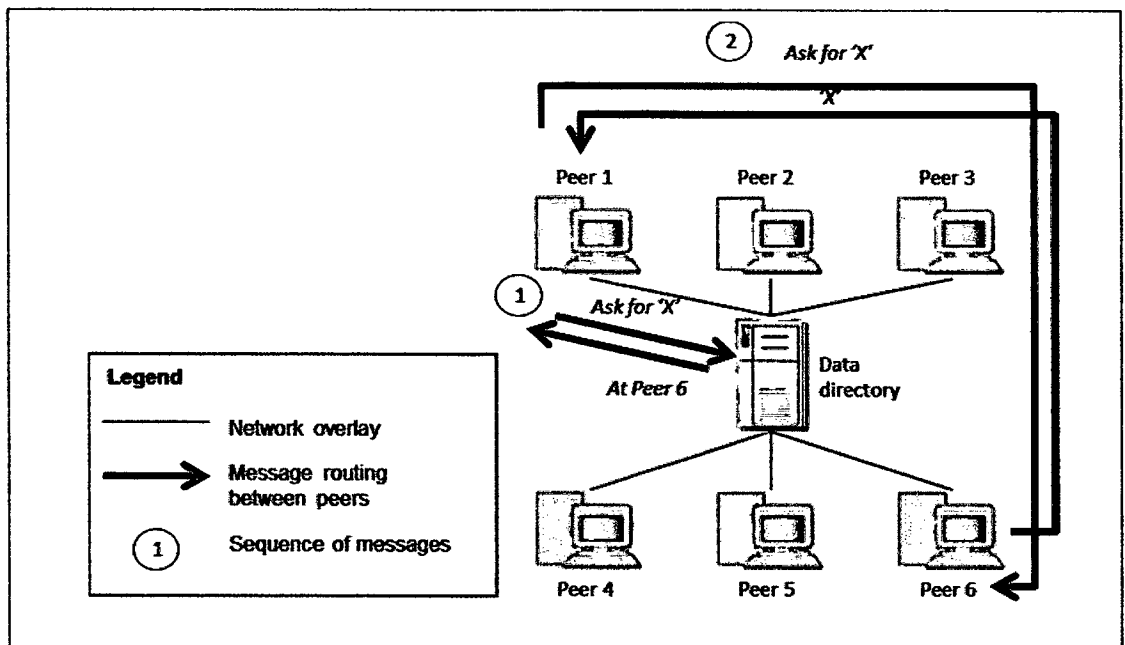 2
Ask for 'X'
'X'
Peer 1
Peer 2
Peer 3
1
Ask for 'X'
At Peer 6
Data
directory
Legend
Network overlay
Message routing
between peers
1
Sequence of messages
Peer 4
Peer 5
Peer 6